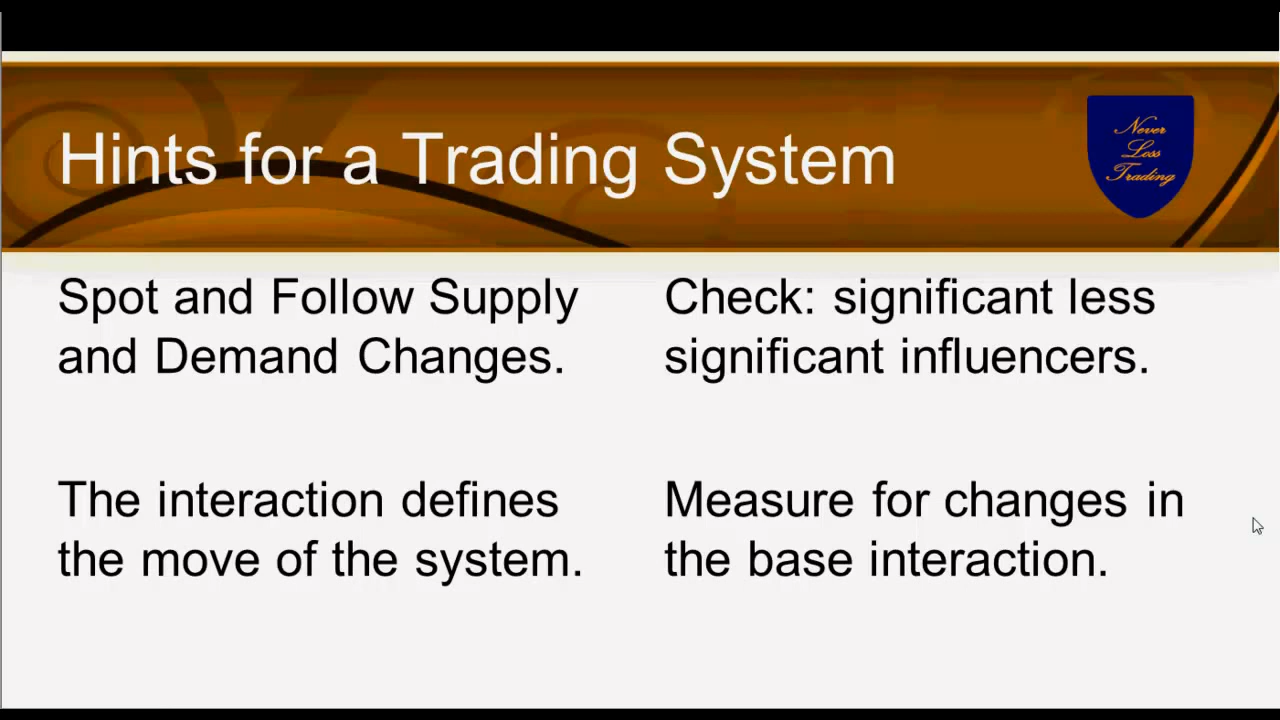 Hints for a Trading System
Never
Loss
Trading
Spot and Follow Supply
and Demand Changes.
Check: significant less
significant influencers.
The interaction defines
the move of the system.
Measure for changes in
the base interaction.